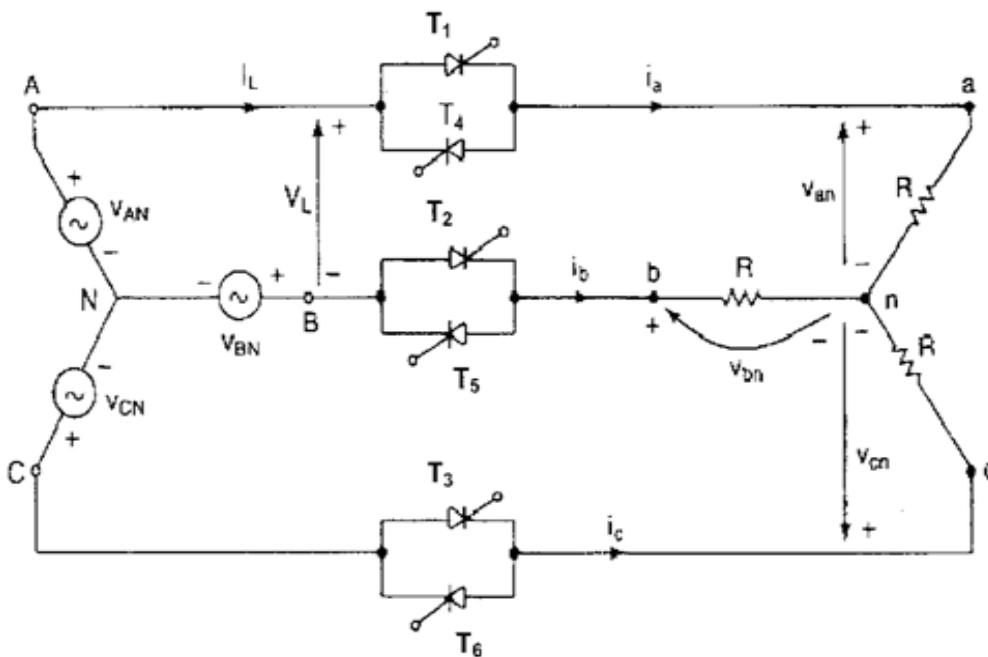 T1
A
IL
ia
a
T4
+
+
+
vAN
VL
van
R
−
T2
−
−
ib
b
R
N
−
+
−
n
B
+
−
−
vBN
vbn
R
−
vCN
T5
+
vcn
C
T3
ic
+
T6